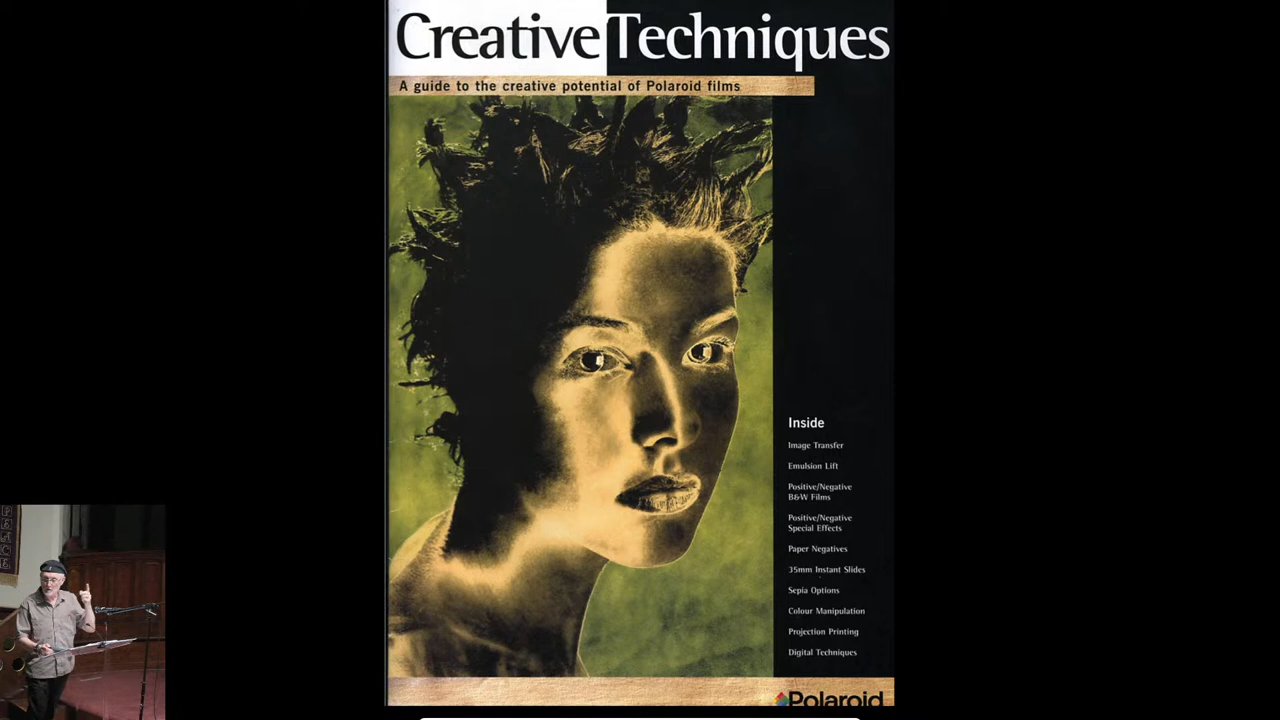 Creative Techniques
A guide to the creative potential of Polaroid films
Inside
Image Transfer
Emulsion Lift
Positive/Negative
B&W Films
Positive/Negative
Special Effects
Paper Negatives
35mm Instant Slides
Sepia Options
Colour Manipulation
Projection Printing
Digital Techniques
Polaroid